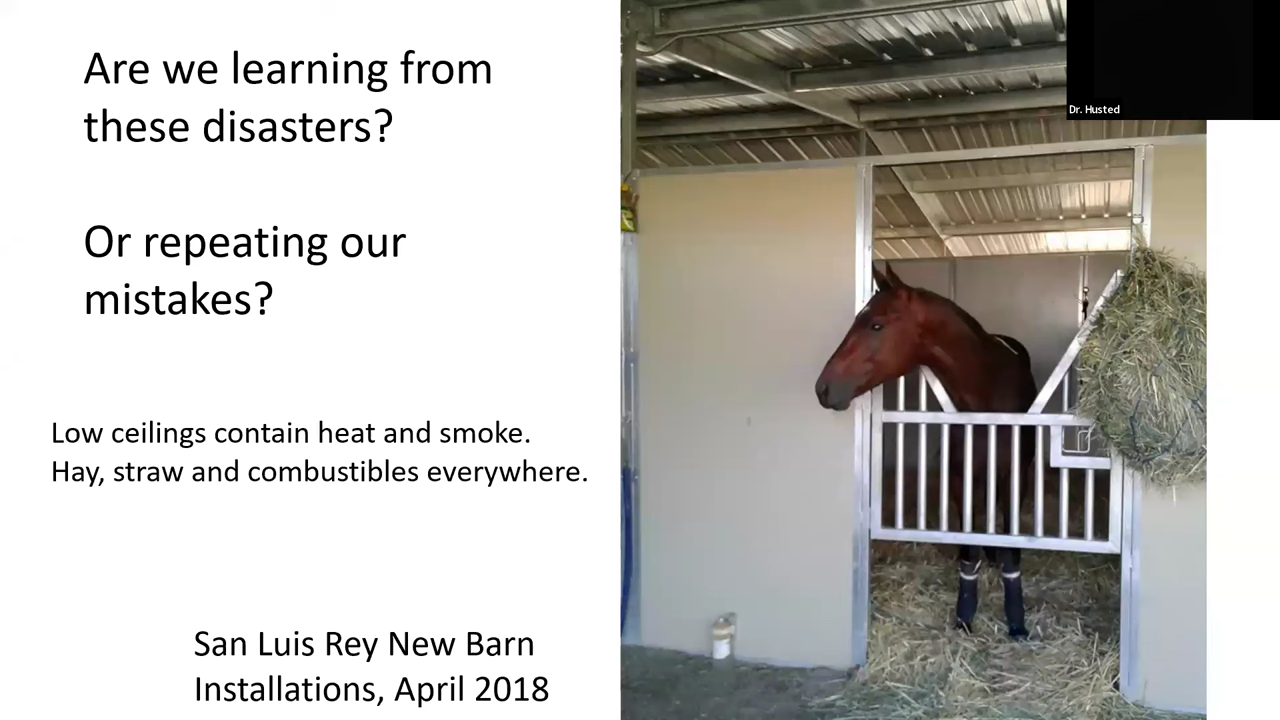 Are we learning from
these disasters?
Or repeating our
mistakes?
Low ceilings contain heat and smoke.
Hay, straw and combustibles everywhere.
San Luis Rey New Barn
Installations, April 2018
Dr. Husted